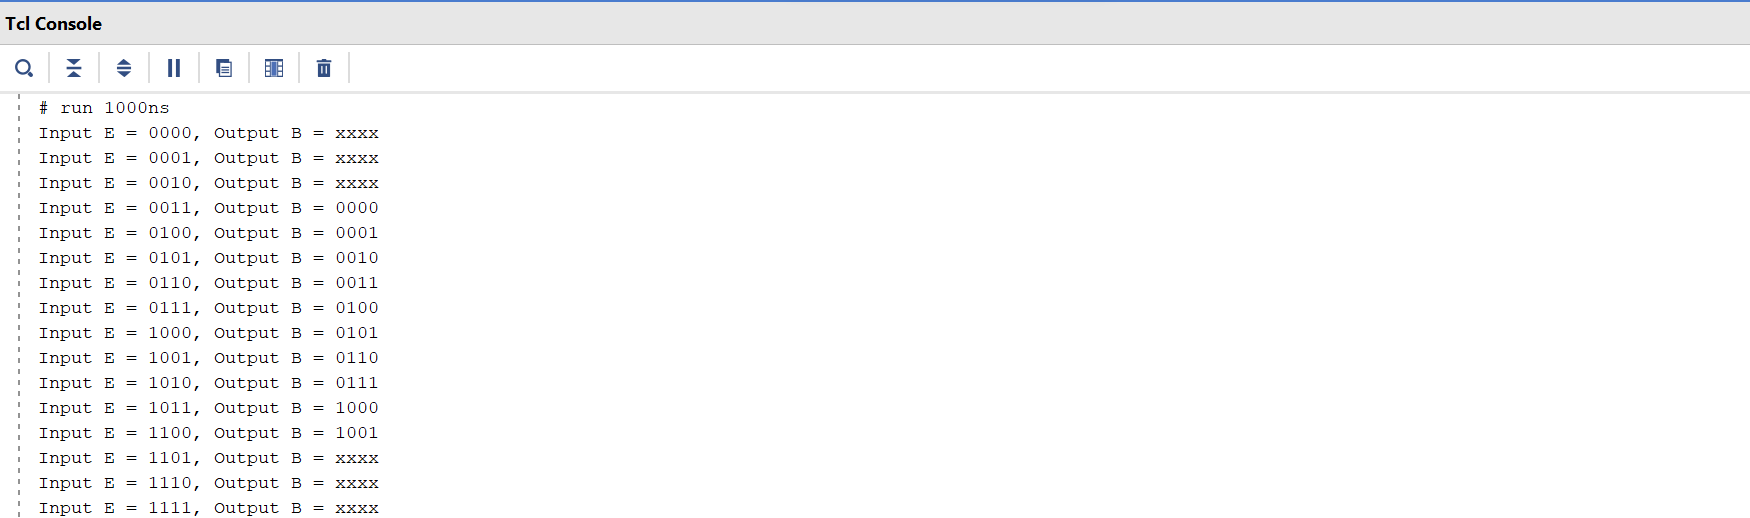 Tcl Console
# run 1000ns
Input E = 0000, Output B = xxxx
Input E = 0001, Output B = xxxx
Input E = 0010, Output B = xxxx
Input E = 0011, Output B = 0000
Input E = 0100, Output B = 0001
Input E = 0101, Output B = 0010
Input E = 0110, Output B = 0011
Input E = 0111, Output B = 0100
Input E = 1000, Output B = 0101
Input E = 1001, Output B = 0110
Input E = 1010, Output B = 0111
Input E = 1011, Output B = 1000
Input E = 1100, Output B = 1001
Input E = 1101, Output B = xxxx
Input E = 1110, Output B = xxxx
Input E = 1111, Output B = xxxx